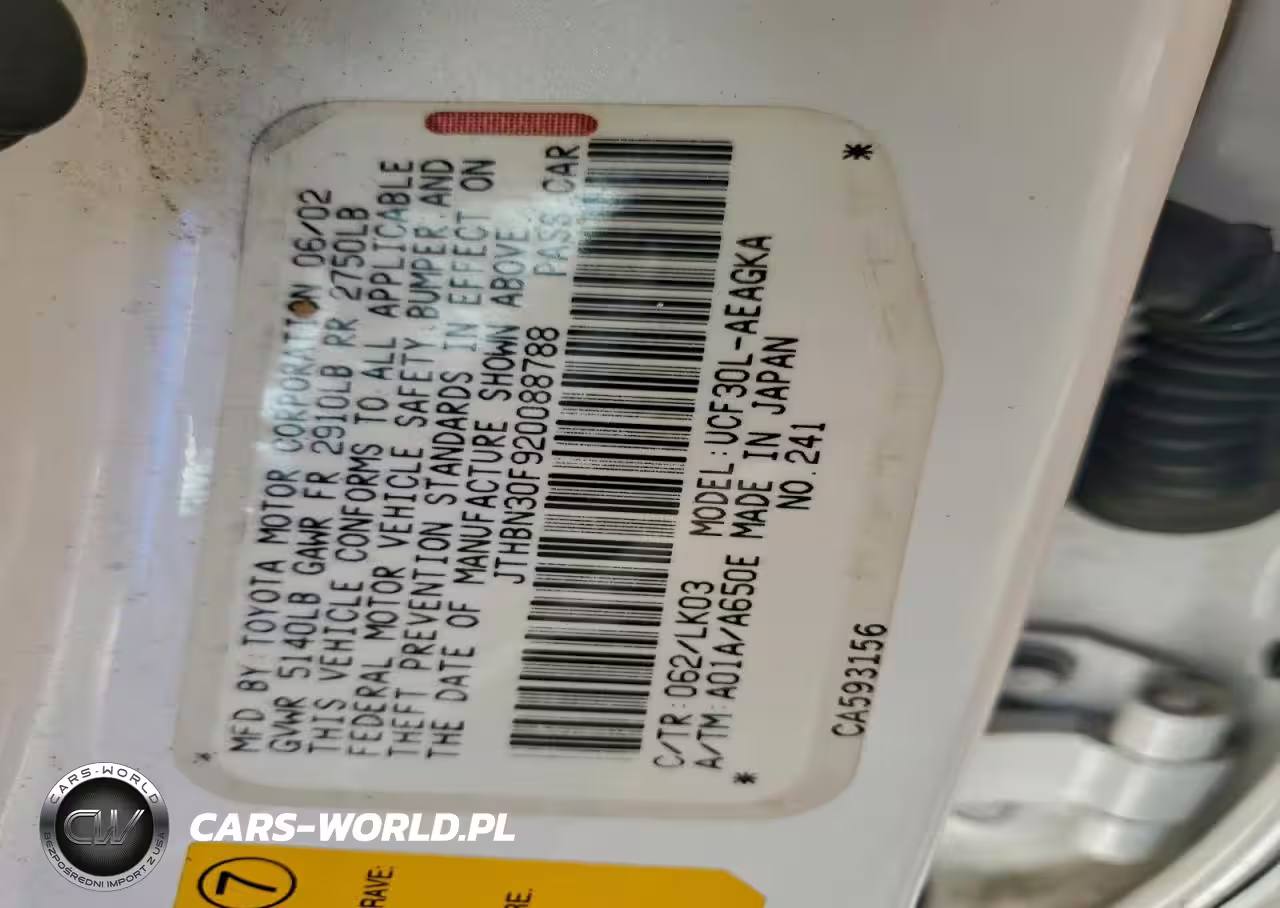 MFD BY:TOYOTA MOTOR CORPORATION 06/02
GVWR 5140LB GAWR FR 2910LB RR 2750LB
THIS VEHICLE CONFORMS TO ALL APPLICABLE
FEDERAL MOTOR VEHICLE SAFETY,BUMPER AND
THEFT PREVENTION STANDARDS IN EFFECT ON
THE DATE OF MANUFACTURE SHOWN ABOVE.
JTHBN30F920088788 PASS CAR
C/TR:062/LK03 MODEL:UCF30L-AEAGKA
A/TM:A01A/A650E MADE IN JAPAN
* NO.241 *
CA593156
CARS-WORLD
CW
BEZPOŚREDNI IMPORT Z USA
CARS-WORLD.PL
7
RAVE:
RE.